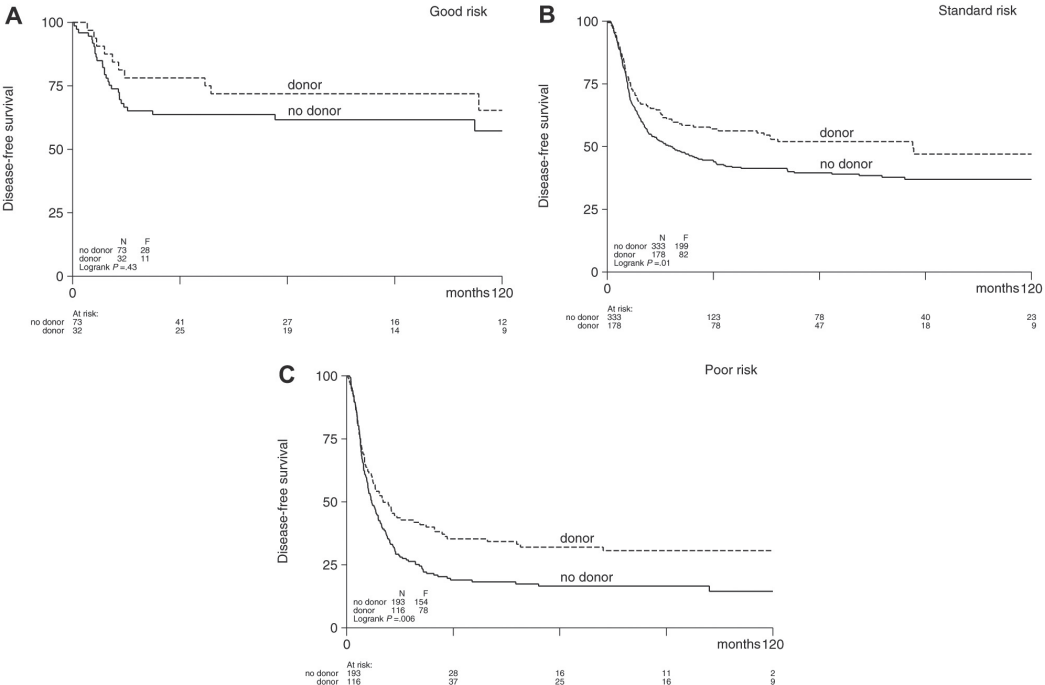 A
Good risk
Disease-free survival
100
75
50
25
0
donor
no donor
N F
no donor 73 28
donor 32 11
Logrank P =.43
0 months 120
At risk:
no donor 73 41 27 16 12
donor 32 25 19 14 9
B
Standard risk
Disease-free survival
100
75
50
25
0
donor
no donor
N F
no donor 333 199
donor 178 82
Logrank P =.01
0 months 120
At risk:
no donor 333 123 78 40 23
donor 178 78 47 18 9
C
Poor risk
Disease-free survival
100
75
50
25
0
donor
no donor
N F
no donor 193 154
donor 116 78
Logrank P =.006
0 months 120
At risk:
no donor 193 28 16 11 2
donor 116 37 25 16 9